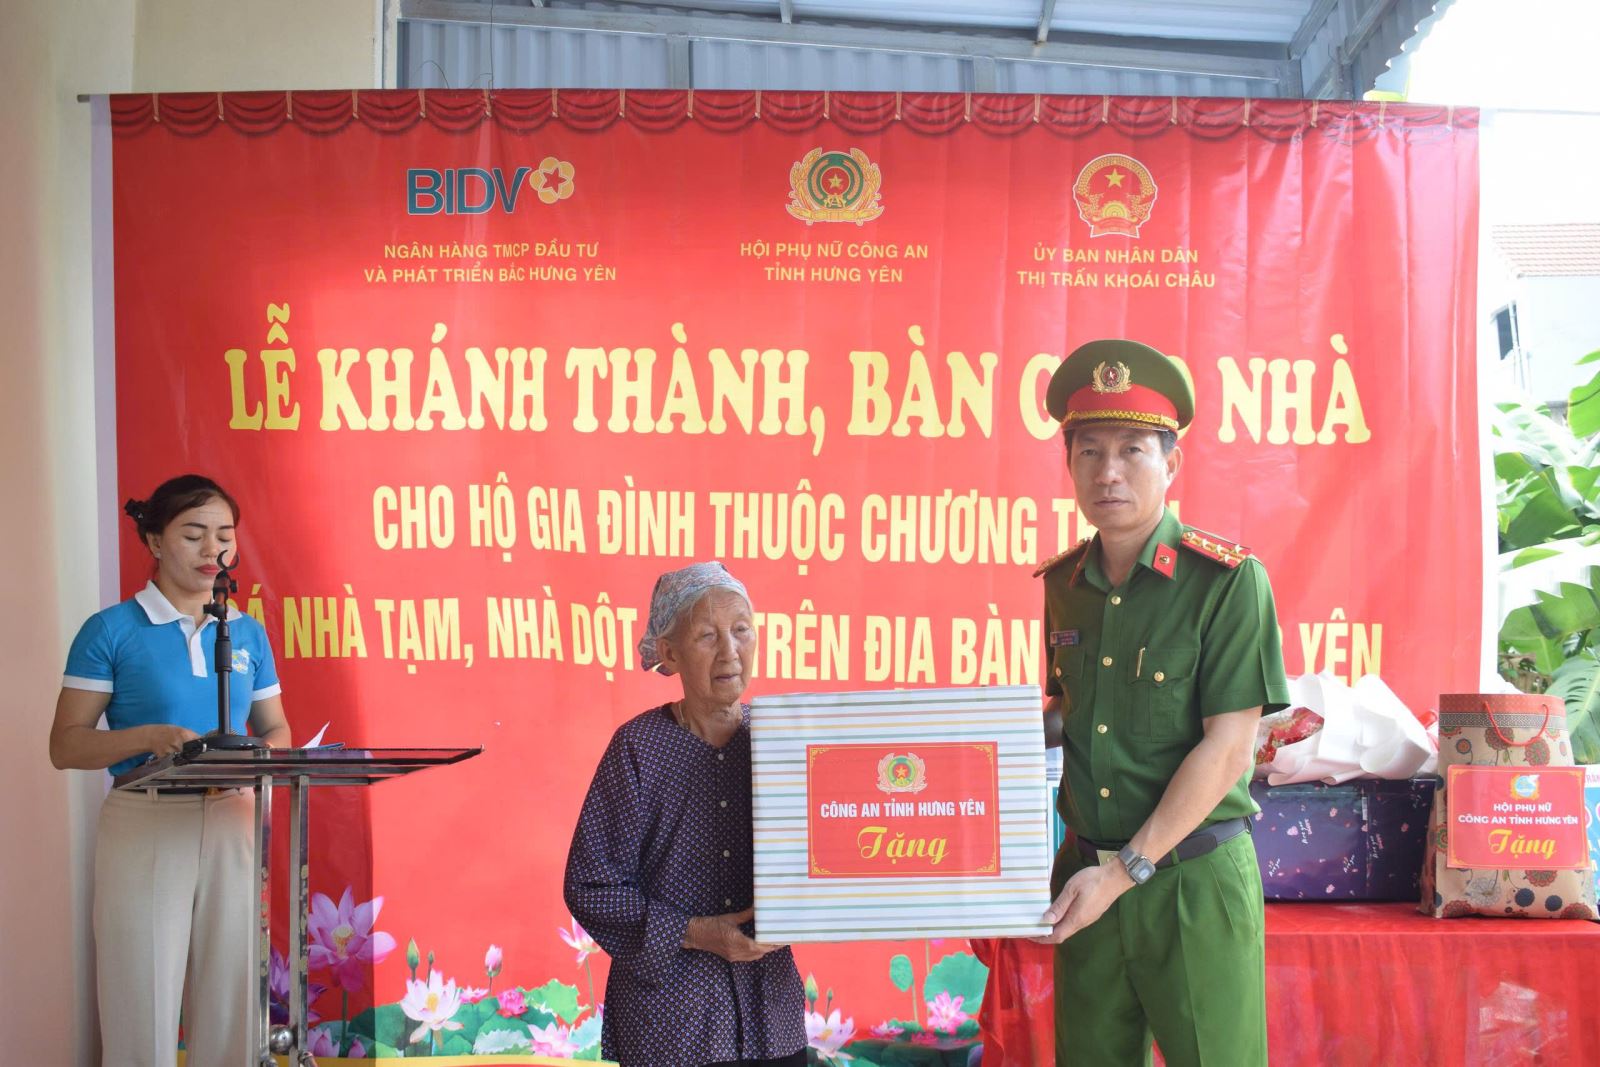 BIDV
NGÂN HÀNG TMCP ĐẦU TƯ
VÀ PHÁT TRIỂN BẮC HƯNG YÊN
HỘI PHỤ NỮ CÔNG AN
TỈNH HƯNG YÊN
ỦY BAN NHÂN DÂN
THỊ TRẤN KHOÁI CHÂU
LỄ KHÁNH THÀNH, BÀN NHÀ
CHO HỘ GIA ĐÌNH THUỘC CHƯƠNG
NHÀ TẠM, NHÀ DỘT TRÊN ĐỊA BÀN YÊN
CÔNG AN TỈNH HƯNG YÊN
Tặng
HỘI PHỤ NỮ
CÔNG AN TỈNH HƯNG YÊN
Tặng